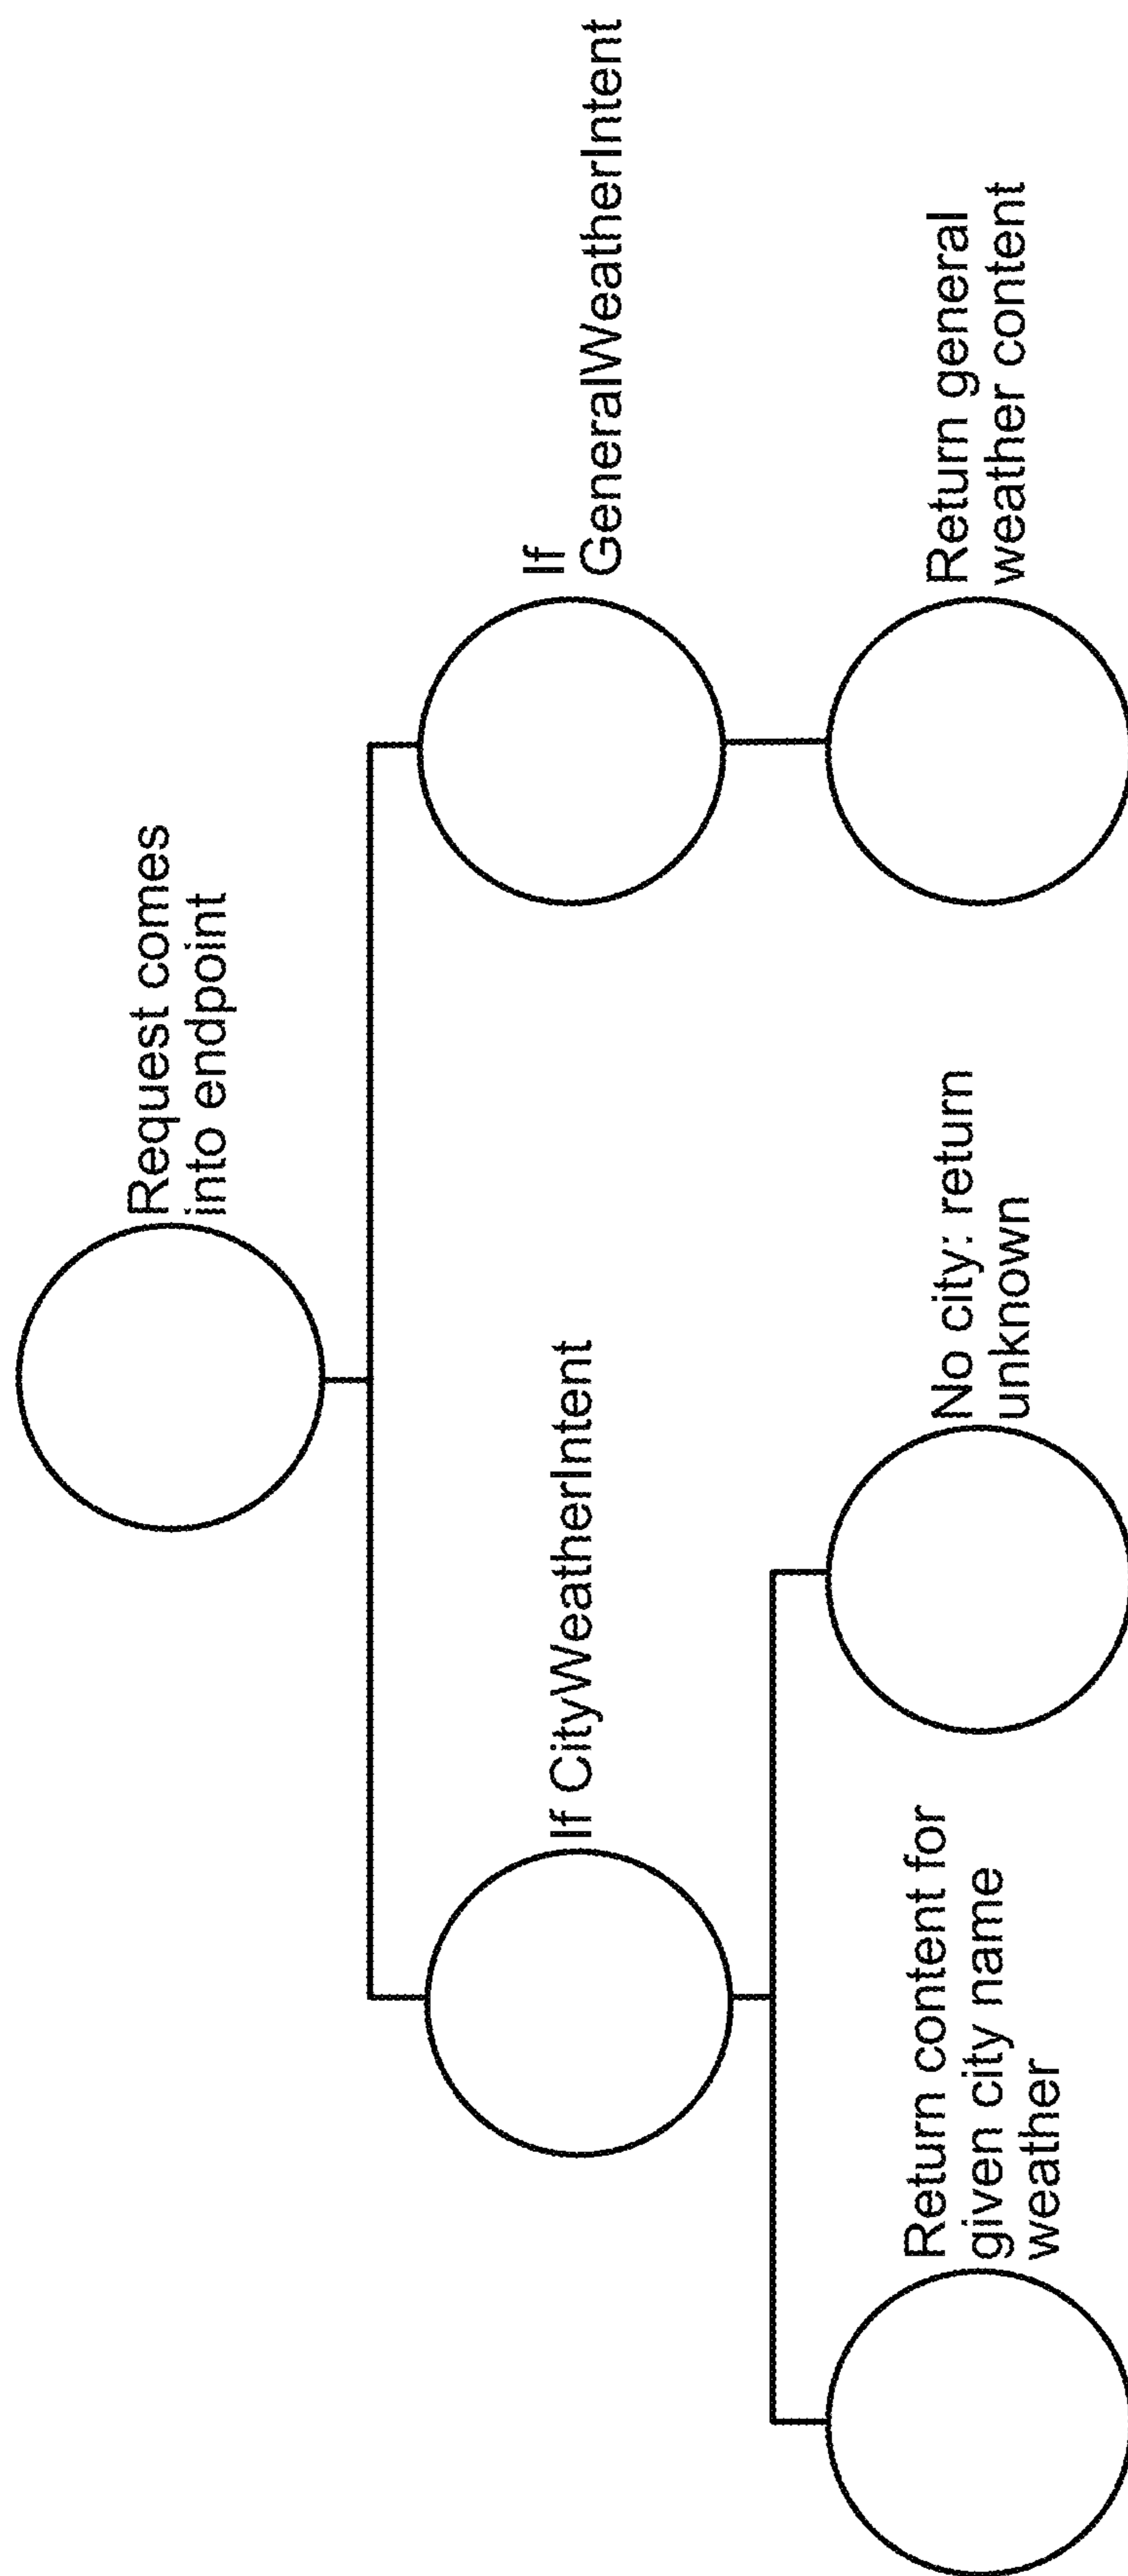 Request comes
into endpoint
If CityWeatherIntent
If
GeneralWeatherIntent
Return content for
given city name
weather
No city: return
unknown
Return general
weather content